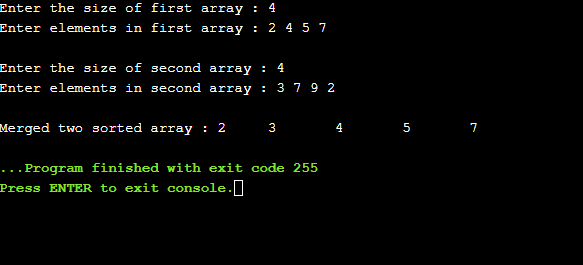 Enter the size of first array : 4
Enter elements in first array : 2 4 5 7
Enter the size of second array : 4
Enter elements in second array : 3 7 9 2
Merged two sorted array : 2 3 4 5 7
...Program finished with exit code 255
Press ENTER to exit console.